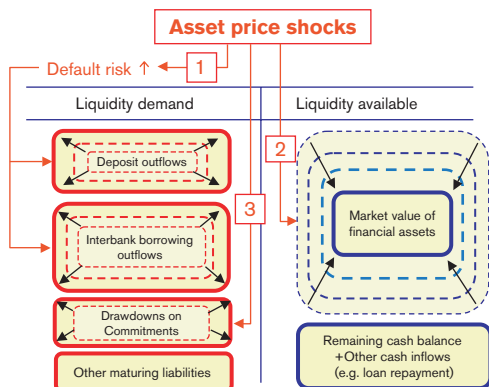 Asset price shocks
Default risk ↑
1
Liquidity demand
Liquidity available
Deposit outflows
2
3
Interbank borrowing
outflows
Market value of
financial assets
Drawdowns on
Commitments
Remaining cash balance
+Other cash inflows
(e.g. loan repayment)
Other maturing liabilities